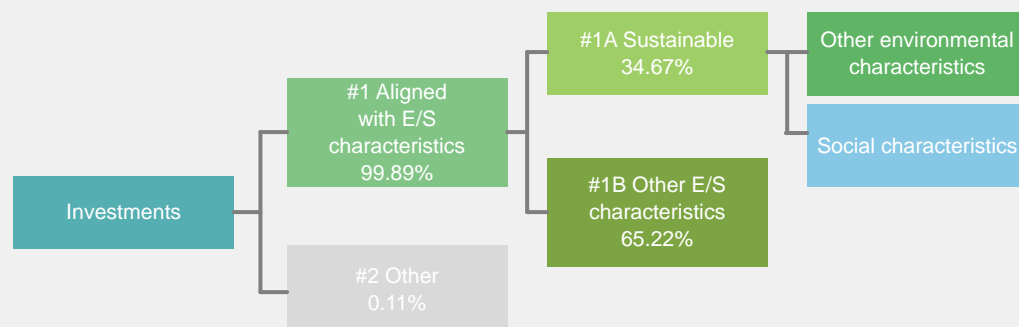 Investments
#1 Aligned
with E/S
characteristics
99.89%
#2 Other
0.11%
#1A Sustainable
34.67%
#1B Other E/S
characteristics
65.22%
Other environmental
characteristics
Social characteristics